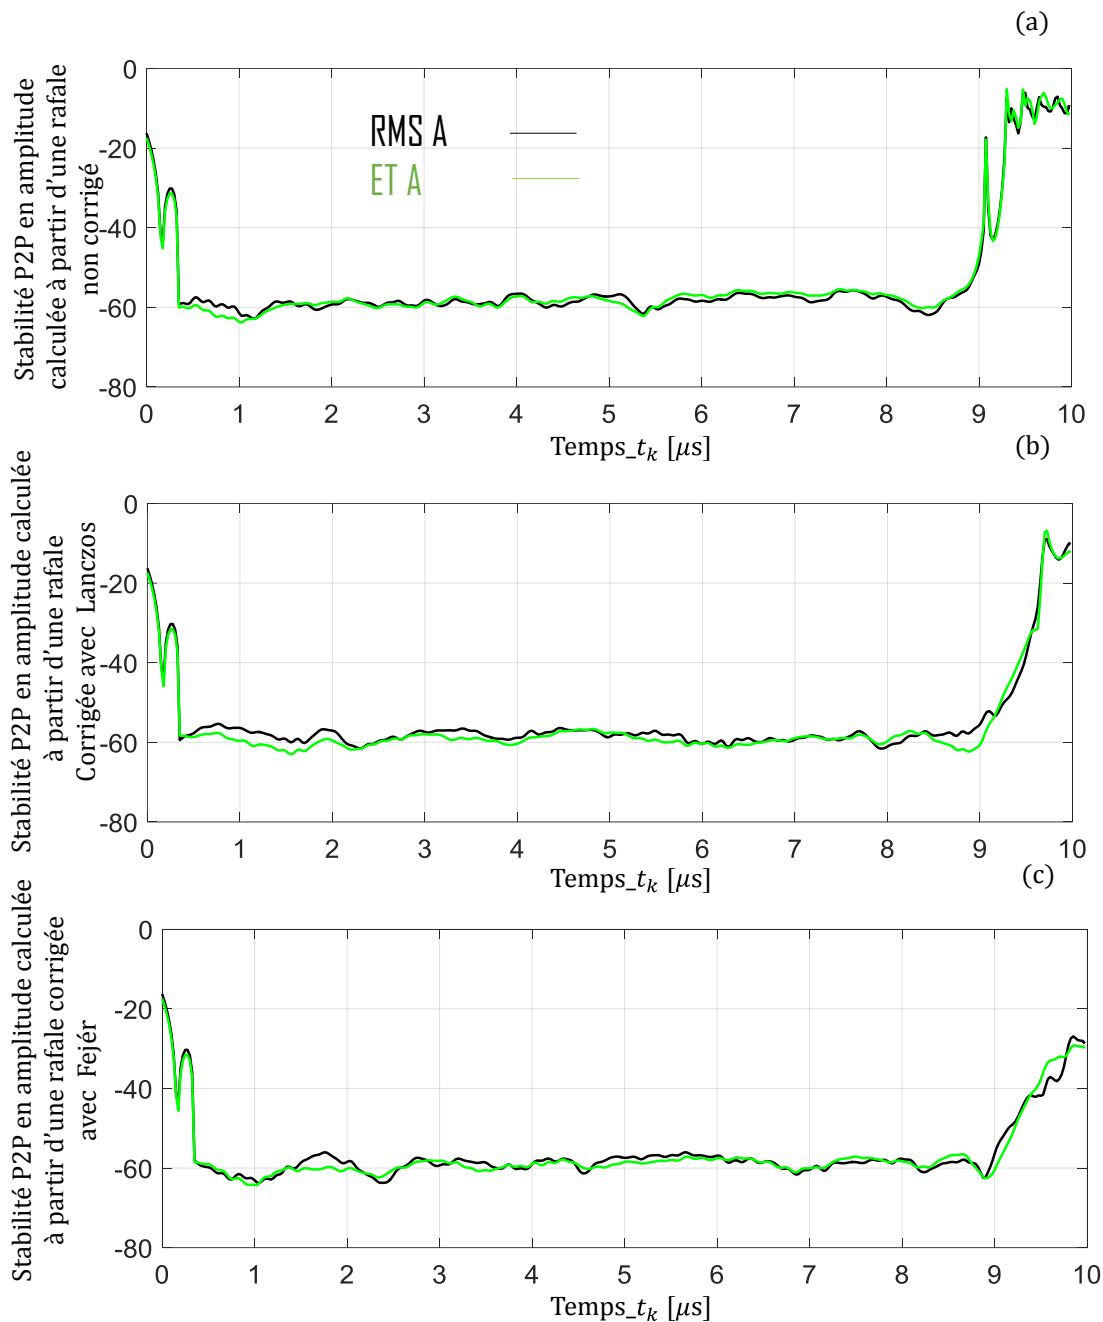 (a)
Stabilité P2P en amplitude
calculée à partir d'une rafale
non corrigé
0
-20
-40
-60
-80
RMS A
ET A
0 1 2 3 4 5 6 7 8 9 10
Temps_t_k [μs]
(b)
Stabilité P2P en amplitude calculée
à partir d'une rafale
Corrigée avec Lanczos
0
-20
-40
-60
-80
0 1 2 3 4 5 6 7 8 9 10
Temps_t_k [μs]
(c)
Stabilité P2P en amplitude calculée
à partir d'une rafale corrigée
avec Fejér
0
-20
-40
-60
-80
0 1 2 3 4 5 6 7 8 9 10
Temps_t_k [μs]